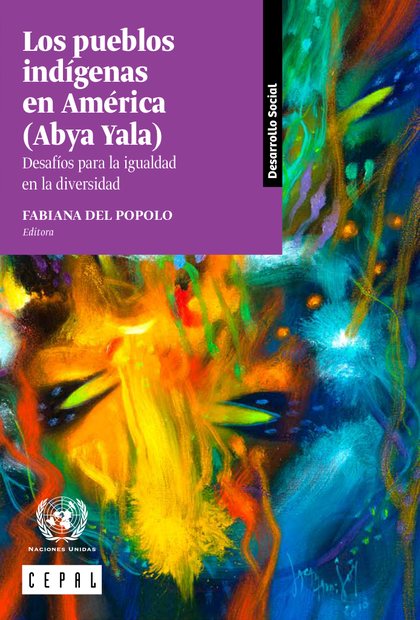 Los pueblos
indígenas
en América
(Abya Yala)
Desafíos para la igualdad
en la diversidad
FABIANA DEL POPOLO
Editora
Desarrollo Social
NACIONES UNIDAS
CEPAL
2010